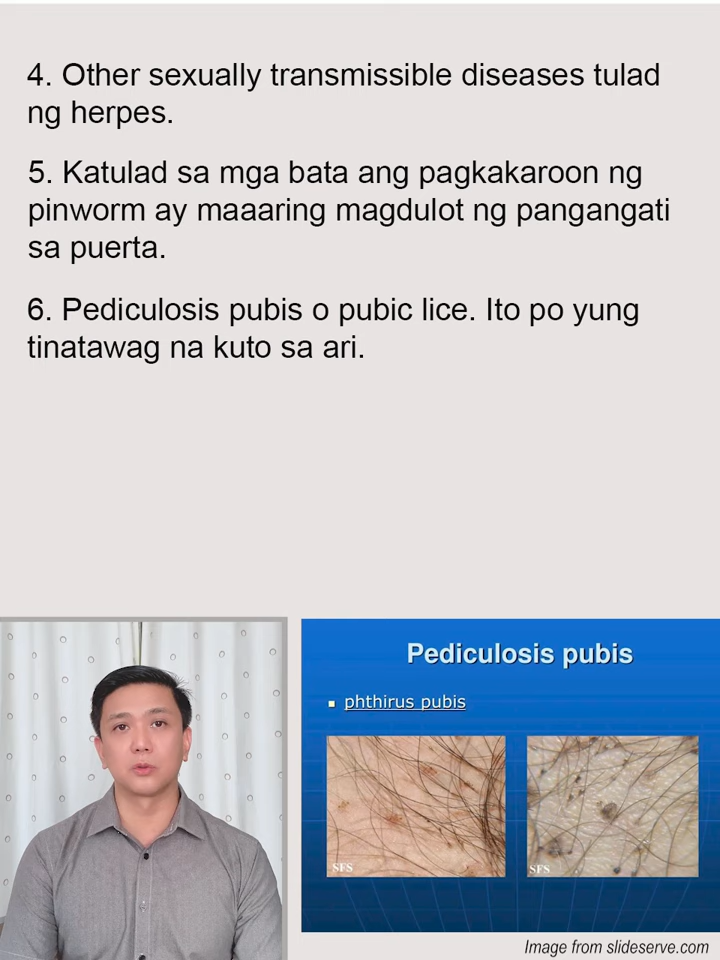 4. Other sexually transmissible diseases tulad
ng herpes.
5. Katulad sa mga bata ang pagkakaroon ng
pinworm ay maaaring magdulot ng pangangati
sa puerta.
6. Pediculosis pubis o pubic lice. Ito po yung
tinatawag na kuto sa ari.
Pediculosis pubis
phthirus pubis
SFS
SFS
Image from slideserve.com